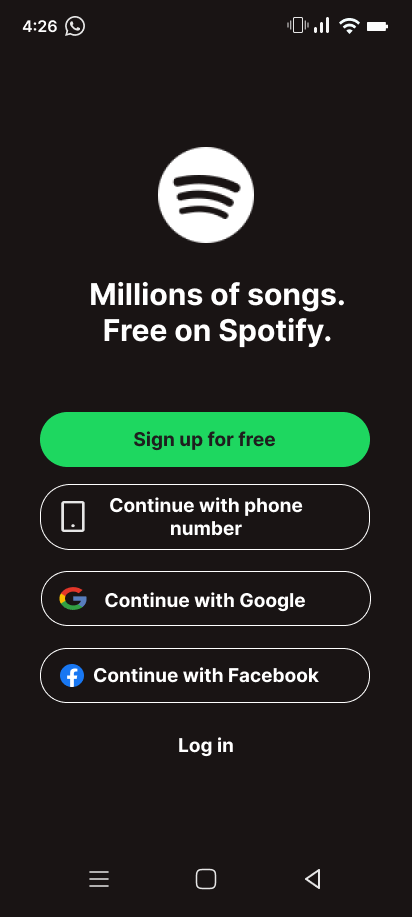 4:26
Millions of songs.
Free on Spotify.
Sign up for free
Continue with phone
number
Continue with Google
Continue with Facebook
Log in